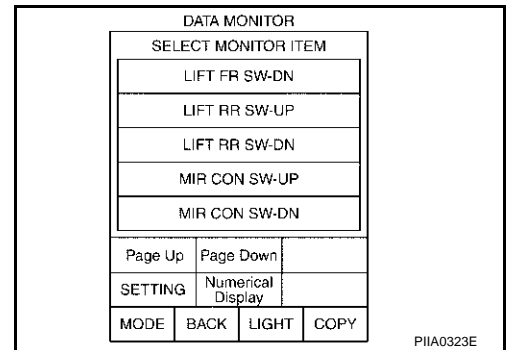 DATA MONITOR
SELECT MONITOR ITEM
LIFT FR SW-DN
LIFT RR SW-UP
LIFT RR SW-DN
MIR CON SW-UP
MIR CON SW-DN
Page Up Page Down
SETTING Numerical Display
MODE BACK LIGHT COPY
PIIA0323E